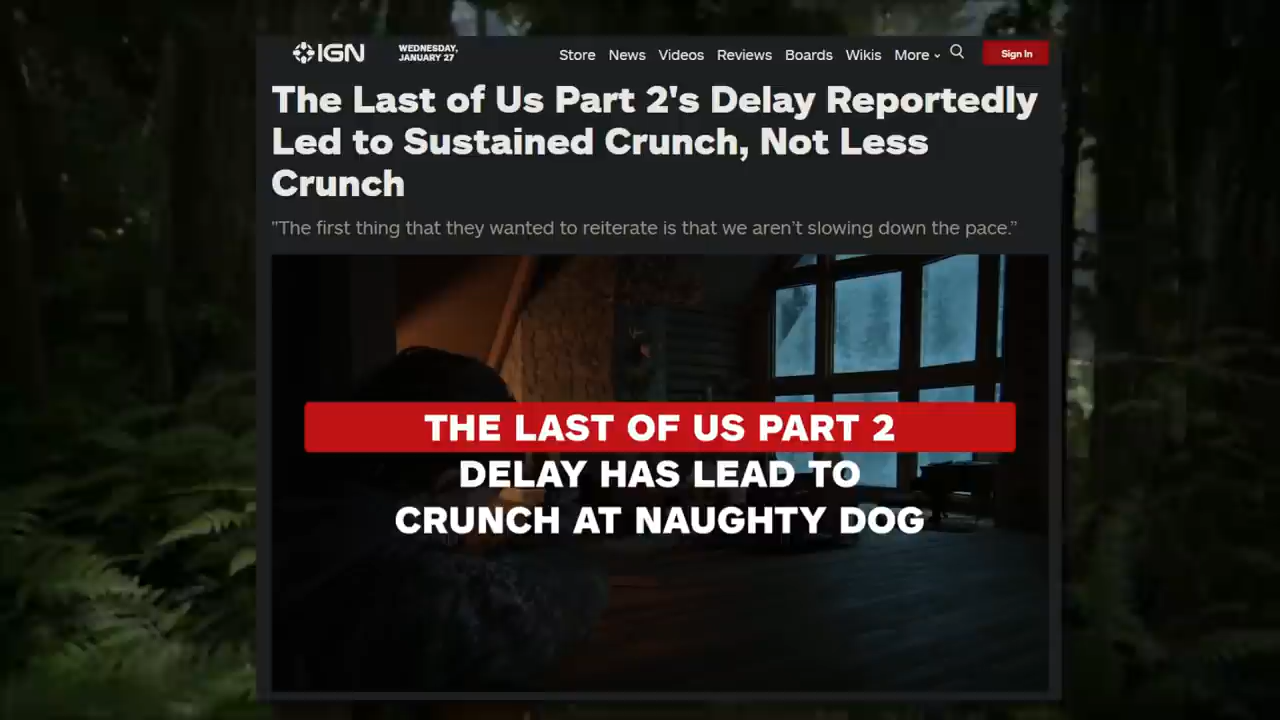 IGN
WEDNESDAY,
JANUARY 27
Store News Videos Reviews Boards Wikis More
Sign In
The Last of Us Part 2's Delay Reportedly
Led to Sustained Crunch, Not Less
Crunch
"The first thing that they wanted to reiterate is that we aren’t slowing down the pace.”
THE LAST OF US PART 2
DELAY HAS LEAD TO
CRUNCH AT NAUGHTY DOG